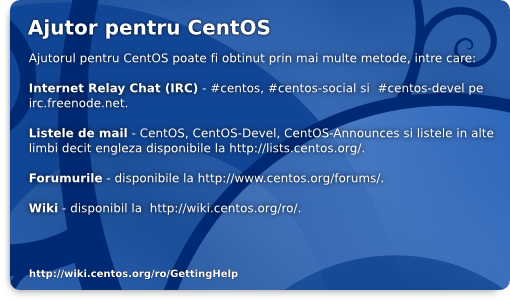 Ajutor pentru CentOS
Ajutorul pentru CentOS poate fi obtinut prin mai multe metode, intre care:
Internet Relay Chat (IRC) - #centos, #centos-social si  #centos-devel pe
irc.freenode.net.
Listele de mail - CentOS, CentOS-Devel, CentOS-Announces si listele in alte
limbi decit engleza disponibile la http://lists.centos.org/.
Forumurile - disponibile la http://www.centos.org/forums/.
Wiki - disponibil la  http://wiki.centos.org/ro/.
http://wiki.centos.org/ro/GettingHelp